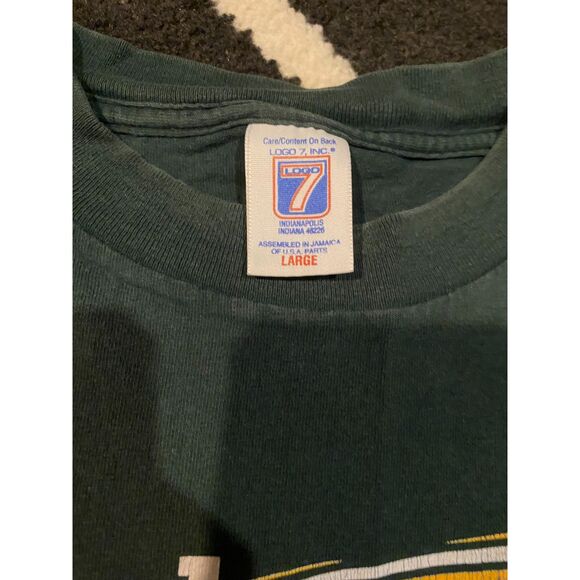 Care/Content On Back
LOGO 7, INC.®
LOGO
7
INDIANAPOLIS
INDIANA 46226
ASSEMBLED IN JAMAICA
OF U.S.A. PARTS
LARGE